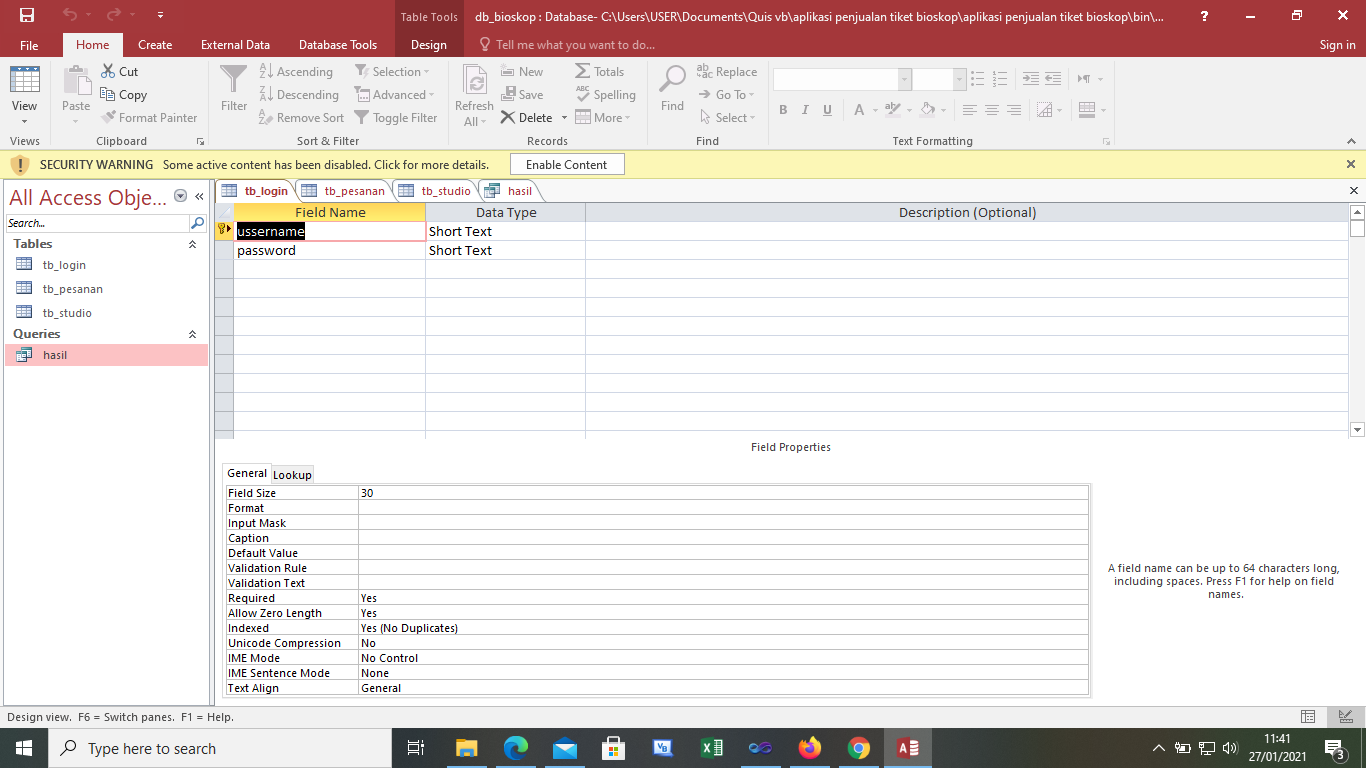 Table Tools
db_bioskop : Database- C:\Users\USER\Documents\Quis vb\aplikasi penjualan tiket bioskop\aplikasi penjualan tiket bioskop\bin\...
?
File Home Create External Data Database Tools Design Tell me what you want to do... Sign in
View
Paste
Cut
Copy
Format Painter
Filter
Ascending
Descending
Remove Sort
Selection
Advanced
Toggle Filter
Refresh All
New
Save
Delete
Totals
Spelling
More
Find
Replace
Go To
Select
B I U A
Views Clipboard Sort & Filter Records Find Text Formatting
SECURITY WARNING Some active content has been disabled. Click for more details. Enable Content
All Access Obje...
Search...
Tables
tb_login
tb_pesanan
tb_studio
Queries
hasil
tb_login tb_pesanan tb_studio hasil
Field Name Data Type Description (Optional)
ussername Short Text
password Short Text
Field Properties
General Lookup
Field Size 30
Format
Input Mask
Caption
Default Value
Validation Rule
Validation Text
Required Yes
Allow Zero Length Yes
Indexed Yes (No Duplicates)
Unicode Compression No
IME Mode No Control
IME Sentence Mode None
Text Align General
A field name can be up to 64 characters long,
including spaces. Press F1 for help on field
names.
Design view. F6 = Switch panes. F1 = Help.
Type here to search
11:41
27/01/2021
3